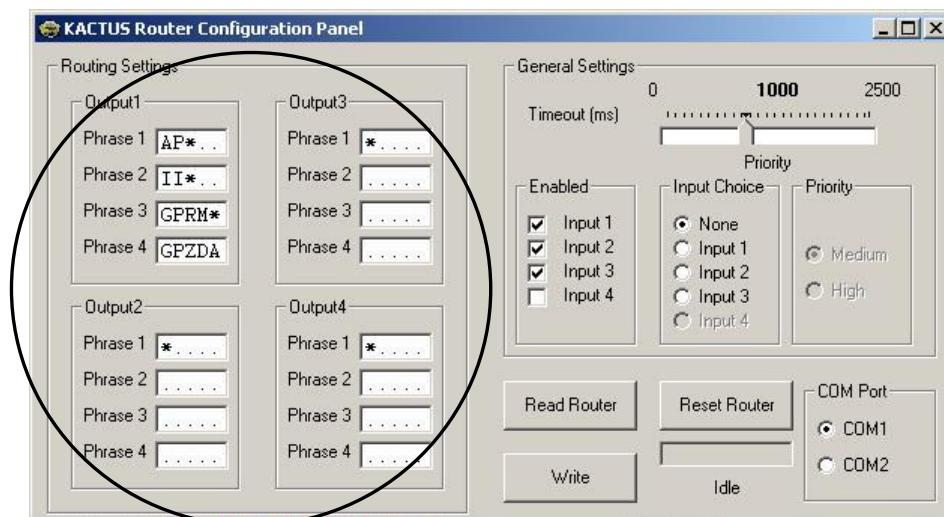 KACTUS Router Configuration Panel
Routing Settings
Output1
Phrase 1 AP*..
Phrase 2 II*..
Phrase 3 GPRM*
Phrase 4 GPZDA
Output3
Phrase 1 *....
Phrase 2 .....
Phrase 3 .....
Phrase 4 .....
Output2
Phrase 1 *....
Phrase 2 .....
Phrase 3 .....
Phrase 4 .....
Output4
Phrase 1 *....
Phrase 2 .....
Phrase 3 .....
Phrase 4 .....
General Settings
0 1000 2500
Timeout (ms)
Priority
Enabled
Input 1
Input 2
Input 3
Input 4
Input Choice
None
Input 1
Input 2
Input 3
Input 4
Priority
Medium
High
Read Router
Reset Router
Write
Idle
COM Port
COM1
COM2